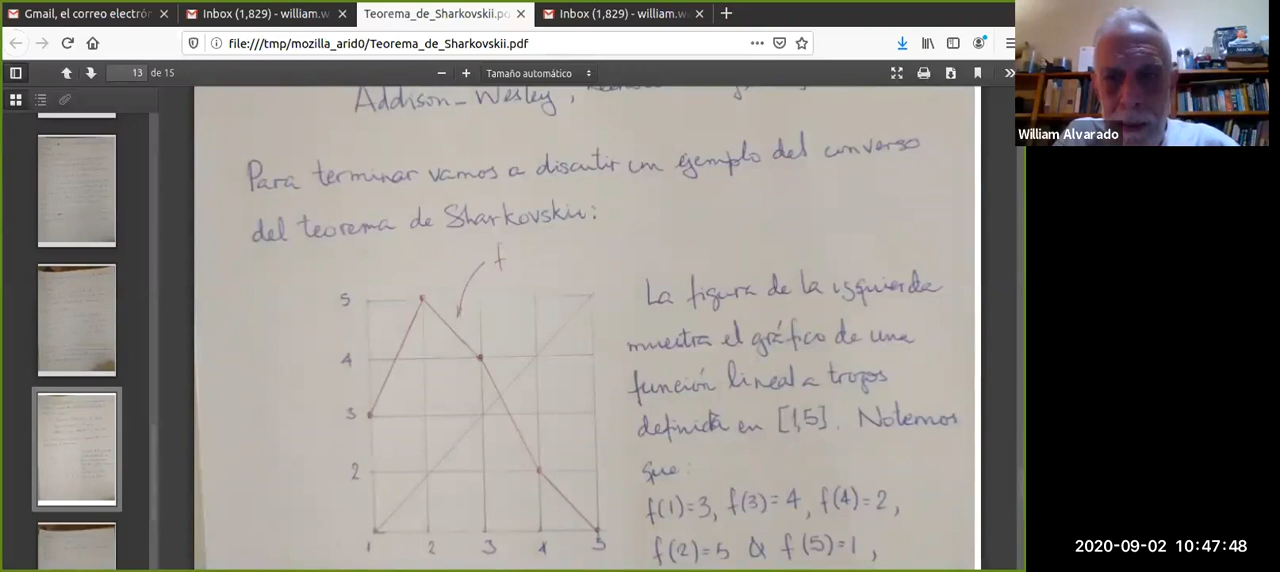 Gmail, el correo electrór
Inbox (1,829) - william.w
Teorema_de_Sharkovskii.pd
Inbox (1,829) - william.w
file:///tmp/mozilla_arid0/Teorema_de_Sharkovskii.pdf
13 de 15
Tamaño automático
William Alvarado
Addison-Wesley,
Para terminar vamos a discutir un ejemplo del converso
del teorema de Sharkovskii:
f
5
4
3
2
1 2 3 4 5
La figura de la izquierda
muestra el gráfico de una
función lineal a trozos
definida en [1,5]. Notemos
que:
f(1)=3, f(3)=4, f(4)=2,
f(2)=5 & f(5)=1,
2020-09-02 10:47:48